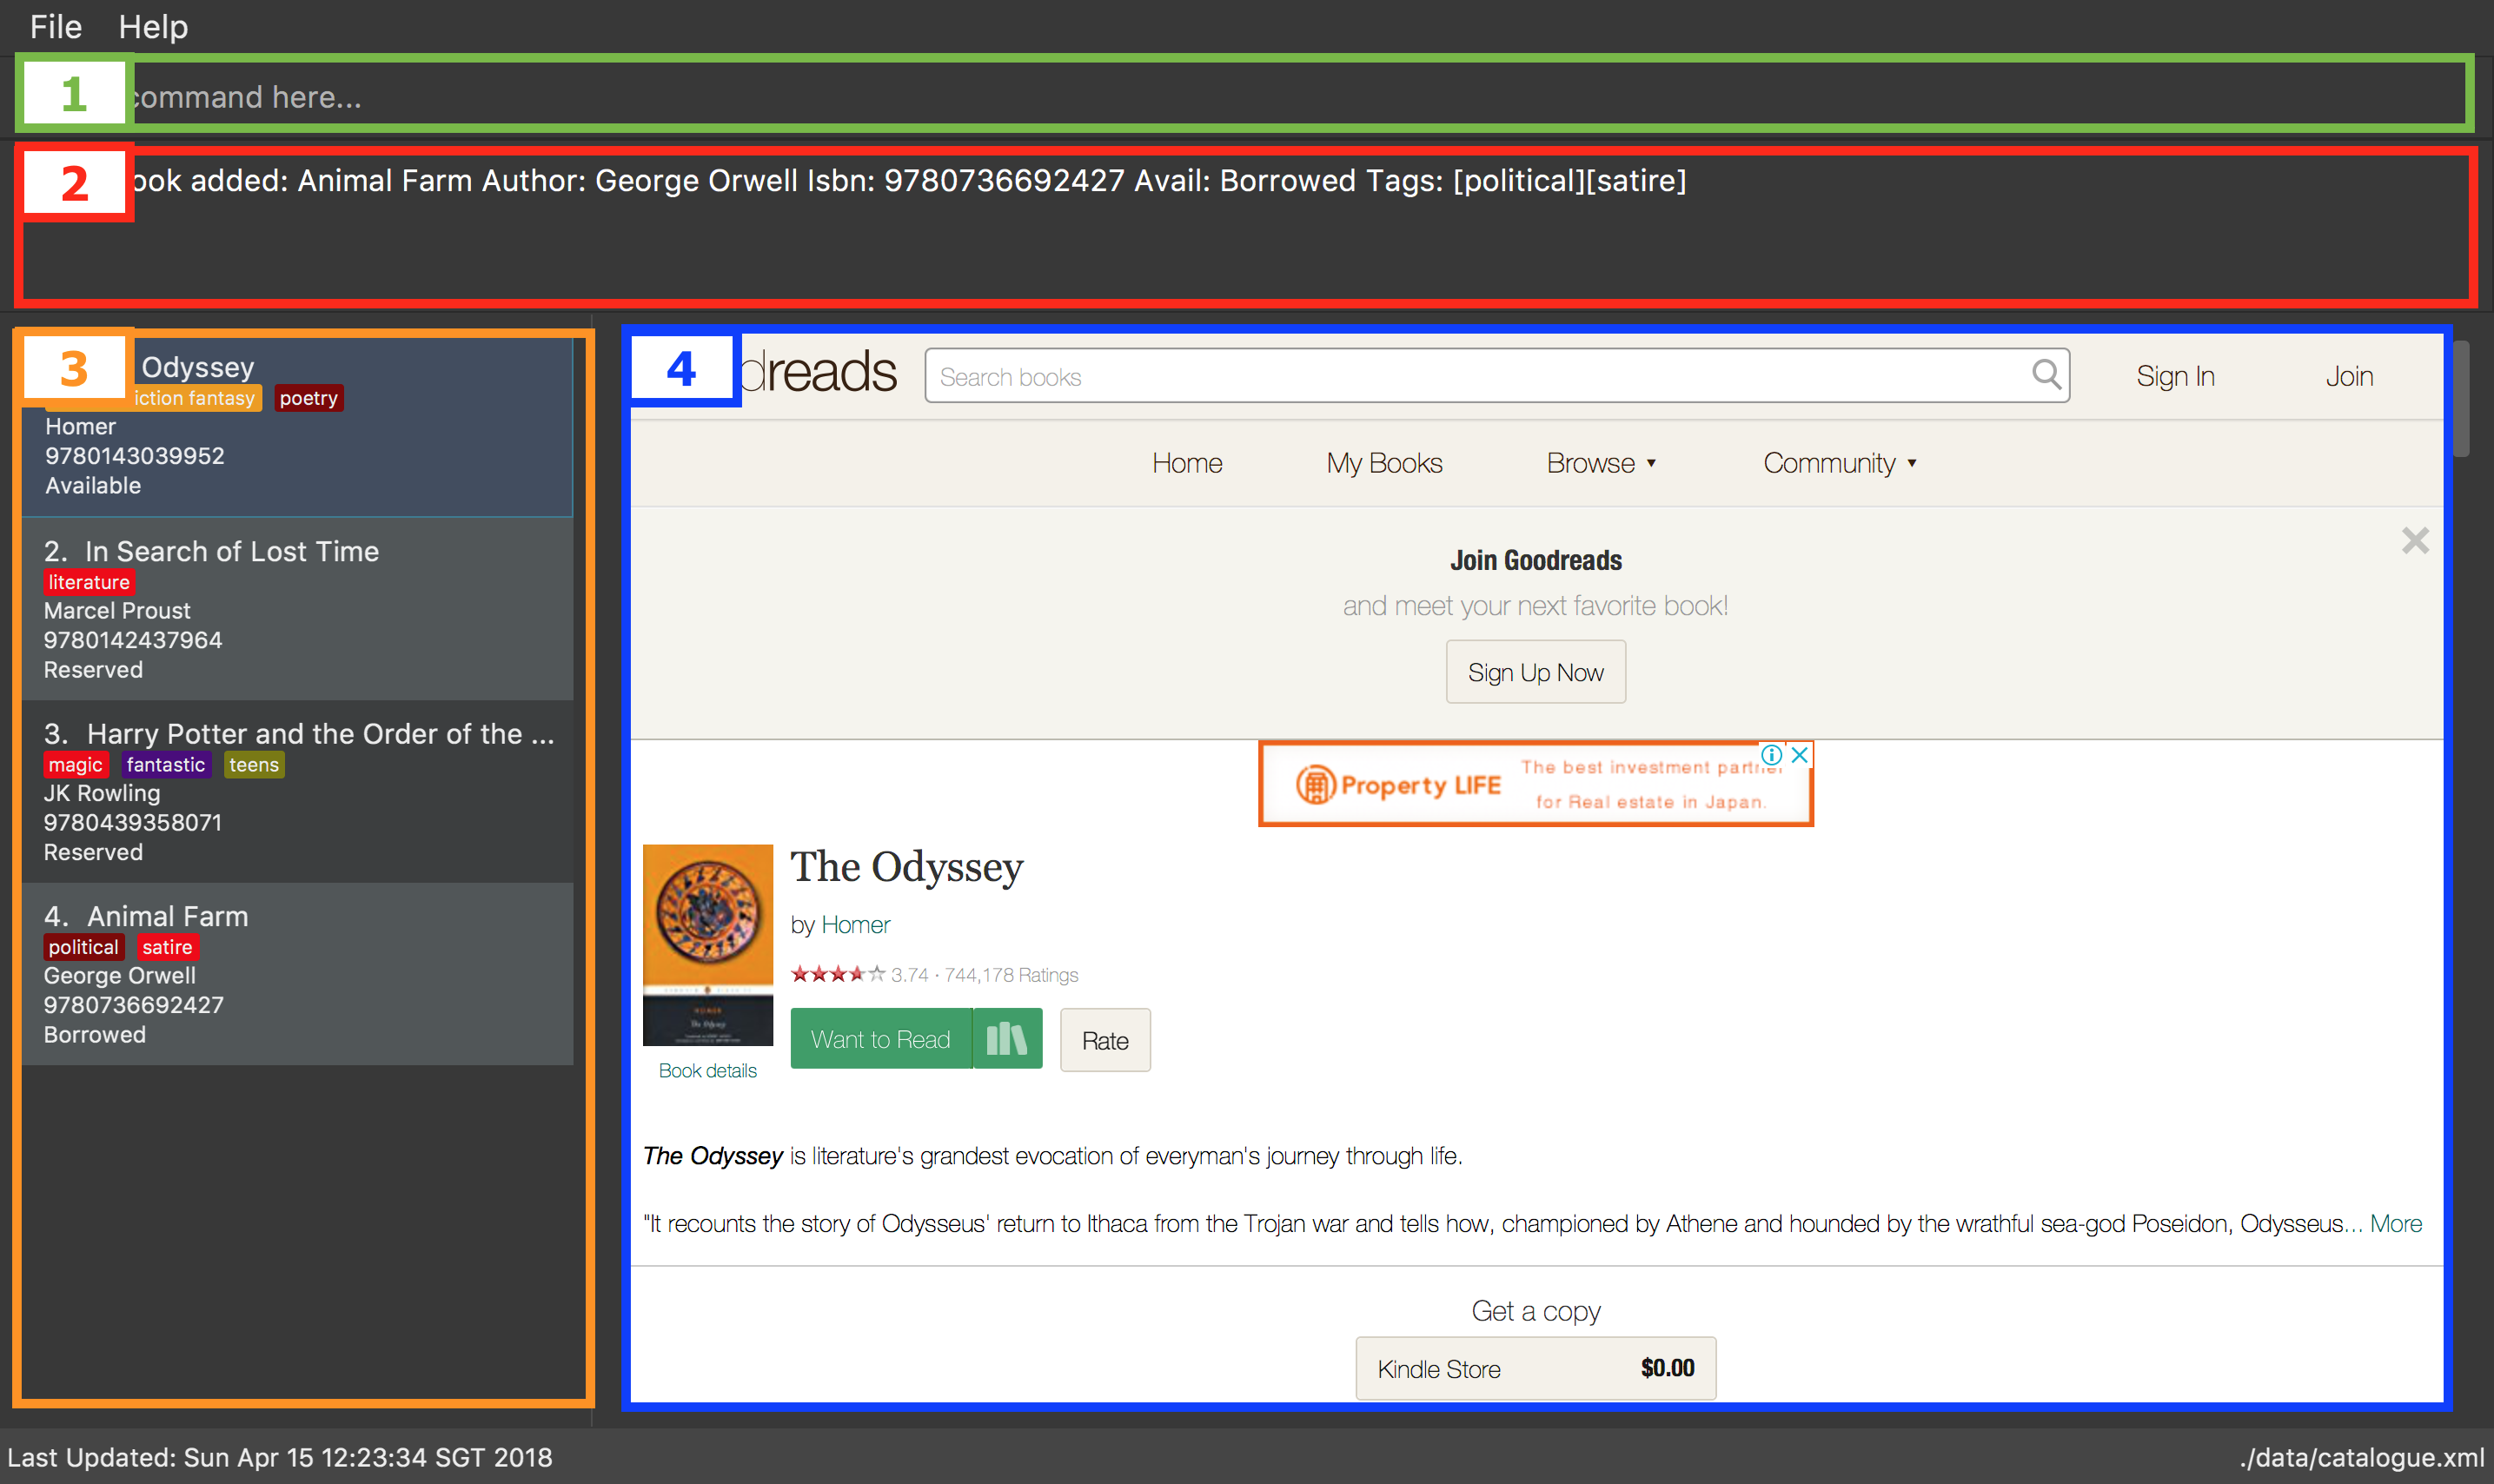 File Help
1 command here...
2 ook added: Animal Farm Author: George Orwell Isbn: 9780736692427 Avail: Borrowed Tags: [political][satire]
3 Odyssey
iction fantasy poetry
Homer
9780143039952
Available
2. In Search of Lost Time
literature
Marcel Proust
9780142437964
Reserved
3. Harry Potter and the Order of the ...
magic fantastic teens
JK Rowling
9780439358071
Reserved
4. Animal Farm
political satire
George Orwell
9780736692427
Borrowed
4 dreads Search books Sign In Join
Home My Books Browse ▾ Community ▾
Join Goodreads
and meet your next favorite book!
Sign Up Now
Property LIFE
The best investment partner
for Real estate in Japan.
The Odyssey
by Homer
3.74 · 744,178 Ratings
Want to Read Rate
HOMER
The Odyssey
Book details
The Odyssey is literature's grandest evocation of everyman's journey through life.
"It recounts the story of Odysseus' return to Ithaca from the Trojan war and tells how, championed by Athene and hounded by the wrathful sea-god Poseidon, Odysseus... More
Get a copy
Kindle Store $0.00
Last Updated: Sun Apr 15 12:23:34 SGT 2018 ./data/catalogue.xml